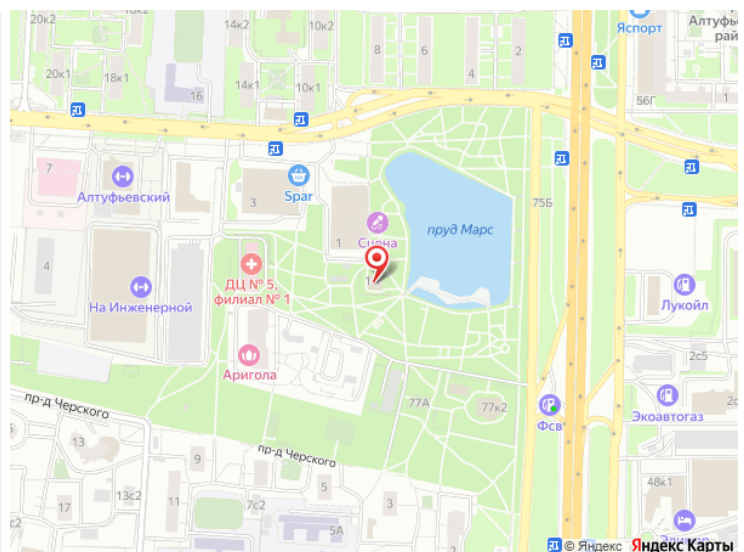 20к2
14к2
10к2
8
6
4
2
Яспорт
Алтуфье
рай
20к1
18к1
16
14к1
10к1
56Г
7
Алтуфьевский
3
Spar
75Б
4
1
Сцена
пруд Марс
ДЦ № 5,
филиал № 1
На Инженерной
Лукойл
2с5
Аригола
77А
77к2
Фсв
Экоавтогаз
2с
пр-д Черского
13
9
пр-д Черского
5
3
17
13с2
11
7с2
5А
48к1
© Яндекс
Яндекс Карты